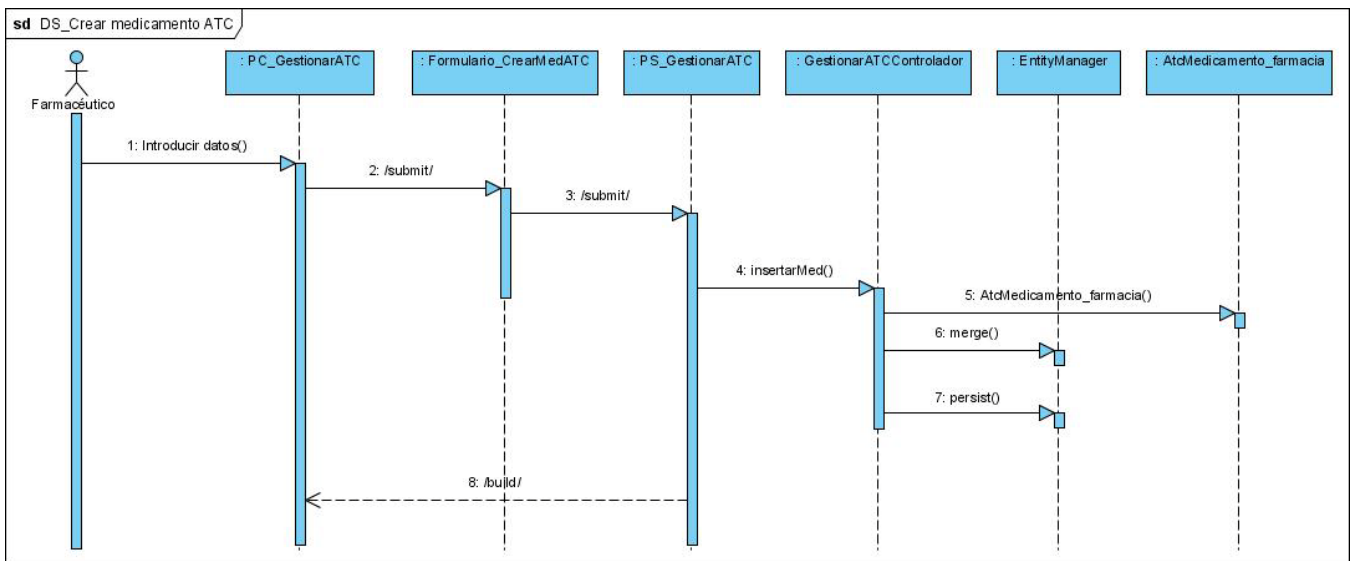 sd DS_Crear medicamento ATC
Farmacéutico
: PC_GestionarATC
: Formulario_CrearMedATC
: PS_GestionarATC
: GestionarATCControlador
: EntityManager
: AtcMedicamento_farmacia
1: Introducir datos()
2: /submit/
3: /submit/
4: insertarMed()
5: AtcMedicamento_farmacia()
6: merge()
7: persist()
8: /build/